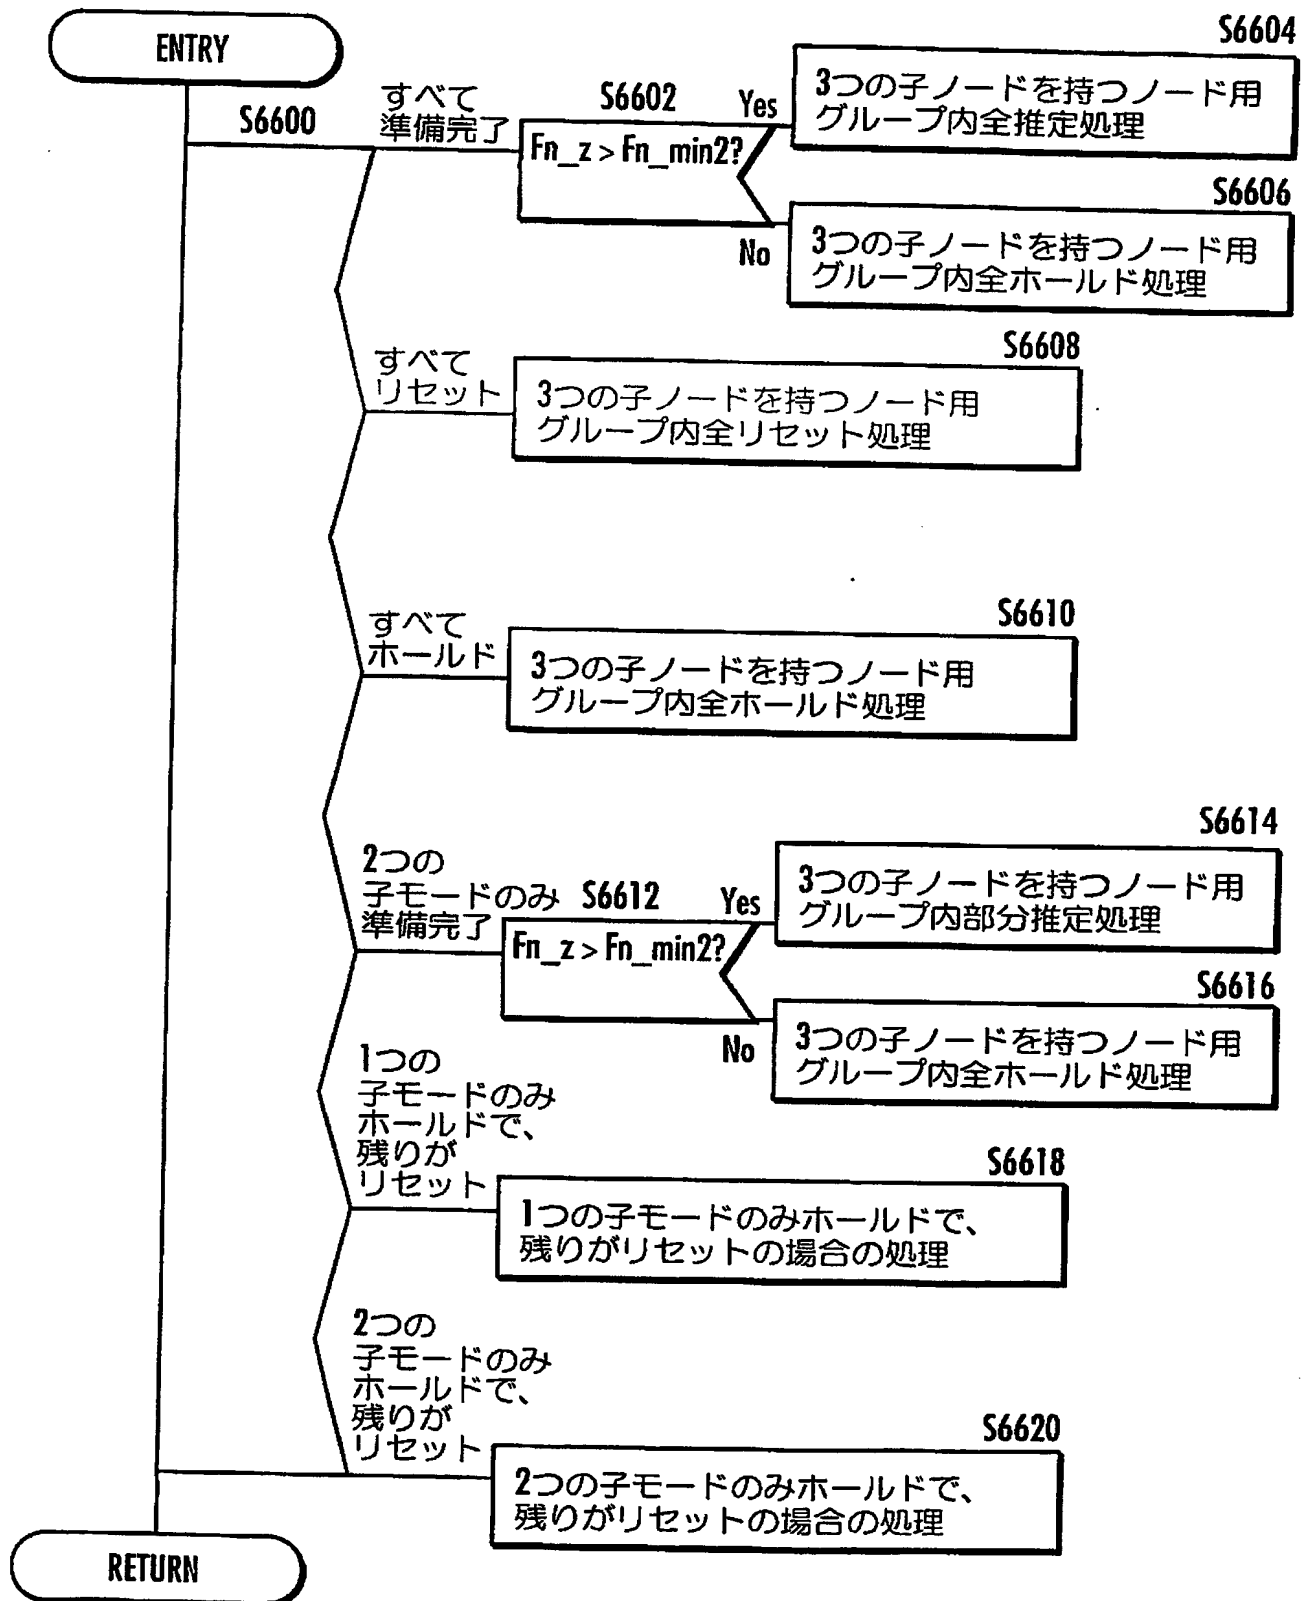 ENTRY
S6600
すべて
準備完了
S6602
Fn_z > Fn_min2?
Yes
S6604
3つの子ノードを持つノード用
グループ内全推定処理
No
S6606
3つの子ノードを持つノード用
グループ内全ホールド処理
すべて
リセット
S6608
3つの子ノードを持つノード用
グループ内全リセット処理
すべて
ホールド
S6610
3つの子ノードを持つノード用
グループ内全ホールド処理
2つの
子モードのみ
準備完了
S6612
Fn_z > Fn_min2?
Yes
S6614
3つの子ノードを持つノード用
グループ内部分推定処理
No
S6616
3つの子ノードを持つノード用
グループ内全ホールド処理
1つの
子モードのみ
ホールドで、
残りが
リセット
S6618
1つの子モードのみホールドで、
残りがリセットの場合の処理
2つの
子モードのみ
ホールドで、
残りが
リセット
S6620
2つの子モードのみホールドで、
残りがリセットの場合の処理
RETURN